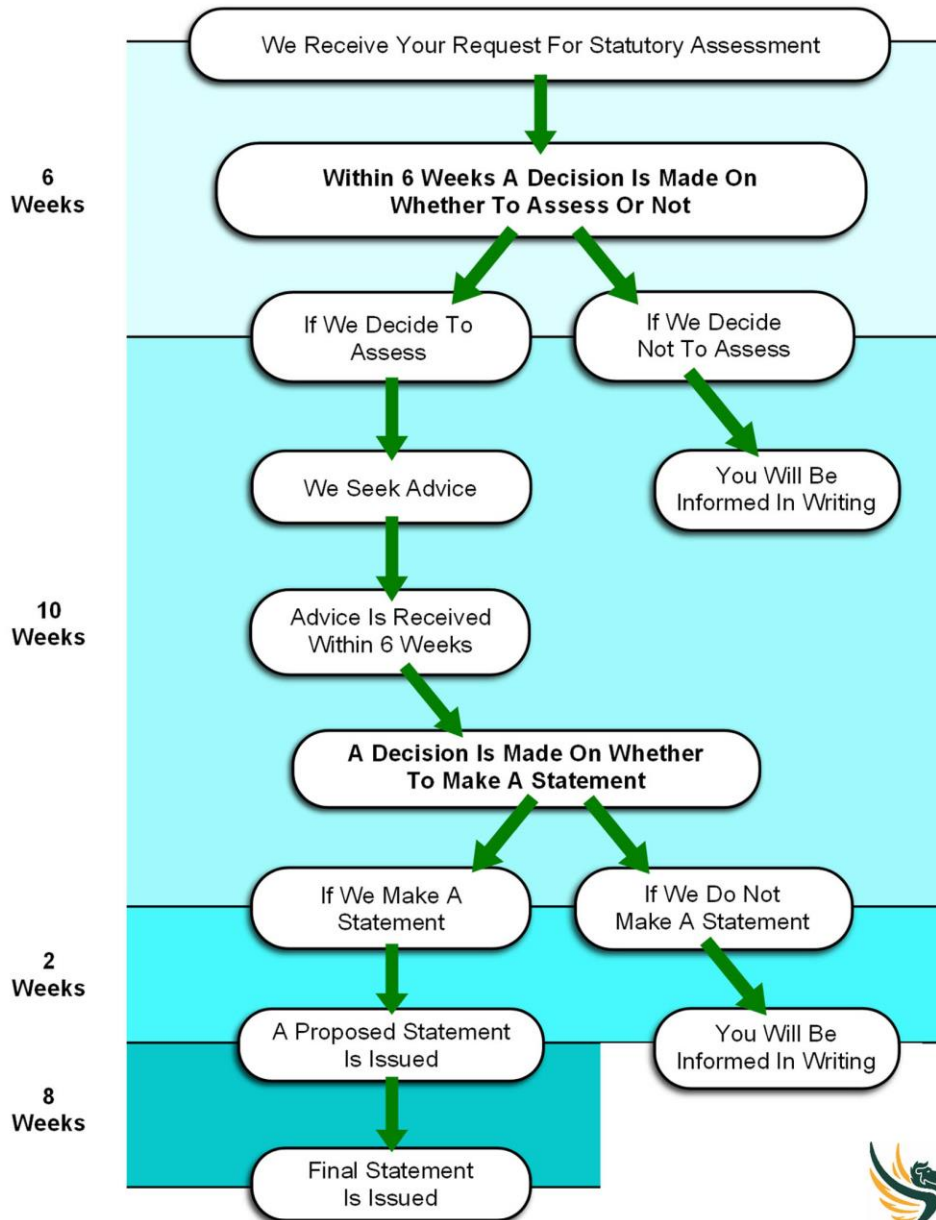 We Receive Your Request For Statutory Assessment
6
Weeks
Within 6 Weeks A Decision Is Made On
Whether To Assess Or Not
If We Decide To
Assess
If We Decide
Not To Assess
We Seek Advice
You Will Be
Informed In Writing
10
Weeks
Advice Is Received
Within 6 Weeks
A Decision Is Made On Whether
To Make A Statement
If We Make A
Statement
If We Do Not
Make A Statement
2
Weeks
A Proposed Statement
Is Issued
You Will Be
Informed In Writing
8
Weeks
Final Statement
Is Issued